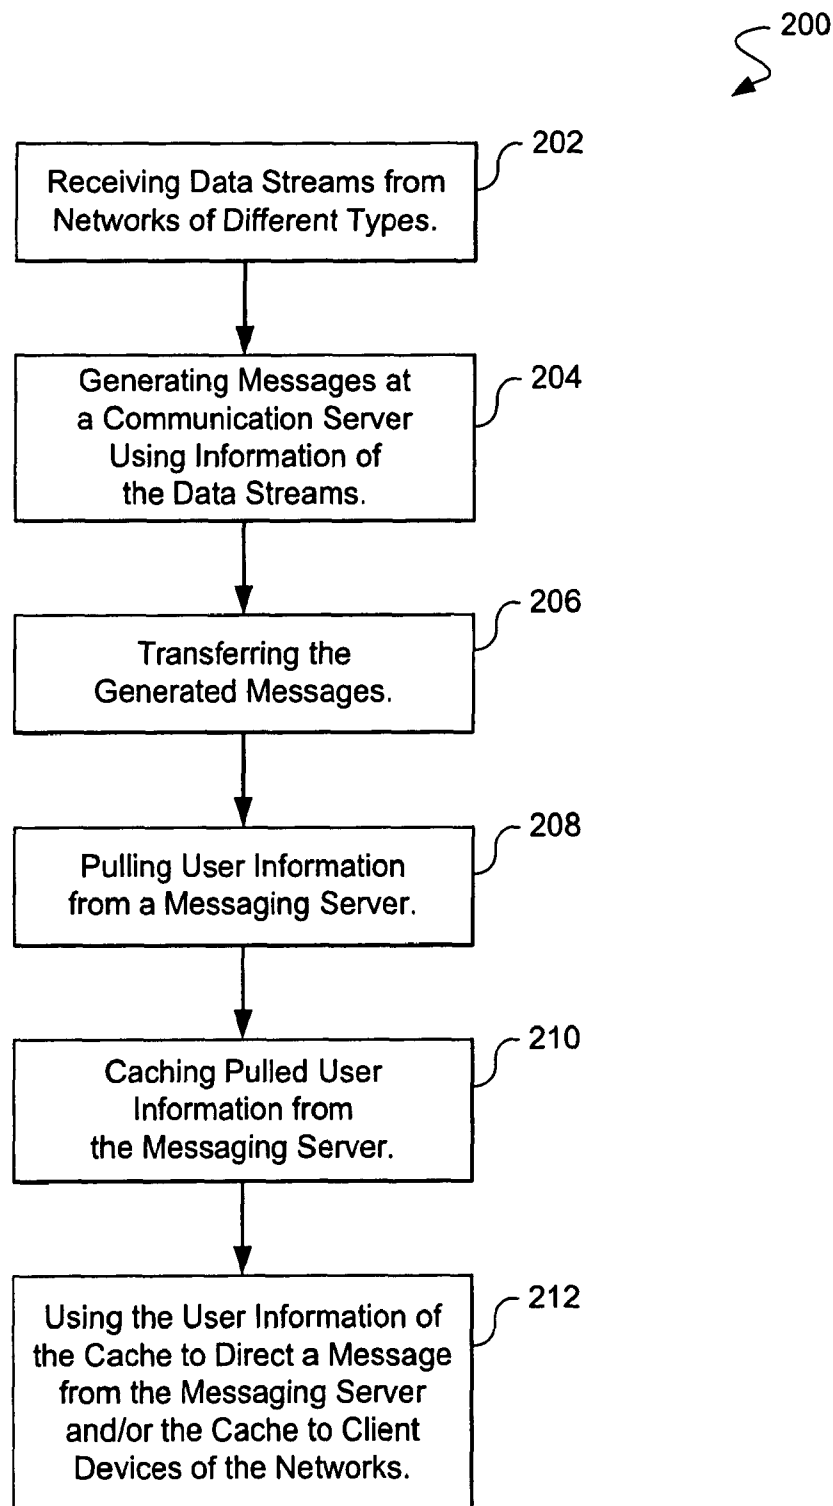 200
202
Receiving Data Streams from
Networks of Different Types.
204
Generating Messages at
a Communication Server
Using Information of
the Data Streams.
206
Transferring the
Generated Messages.
208
Pulling User Information
from a Messaging Server.
210
Caching Pulled User
Information from
the Messaging Server.
212
Using the User Information of
the Cache to Direct a Message
from the Messaging Server
and/or the Cache to Client
Devices of the Networks.